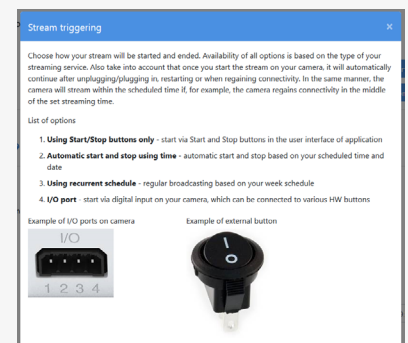 Stream triggering ×
Choose how your stream will be started and ended. Availability of all options is based on the type of your
streaming service. Also take into account that once you start the stream on your camera, it will automatically
continue after unplugging/plugging in, restarting or when regaining connectivity. In the same manner, the
camera will stream within the scheduled time if, for example, the camera regains connectivity in the middle
of the set streaming time.
List of options
1. Using Start/Stop buttons only - start via Start and Stop buttons in the user interface of application
2. Automatic start and stop using time - automatic start and stop based on your scheduled time and
date
3. Using recurrent schedule - regular broadcasting based on your week schedule
4. I/O port - start via digital input on your camera, which can be connected to various HW buttons
Example of I/O ports on camera
Example of external button
I/O
1 2 3 4
I
O